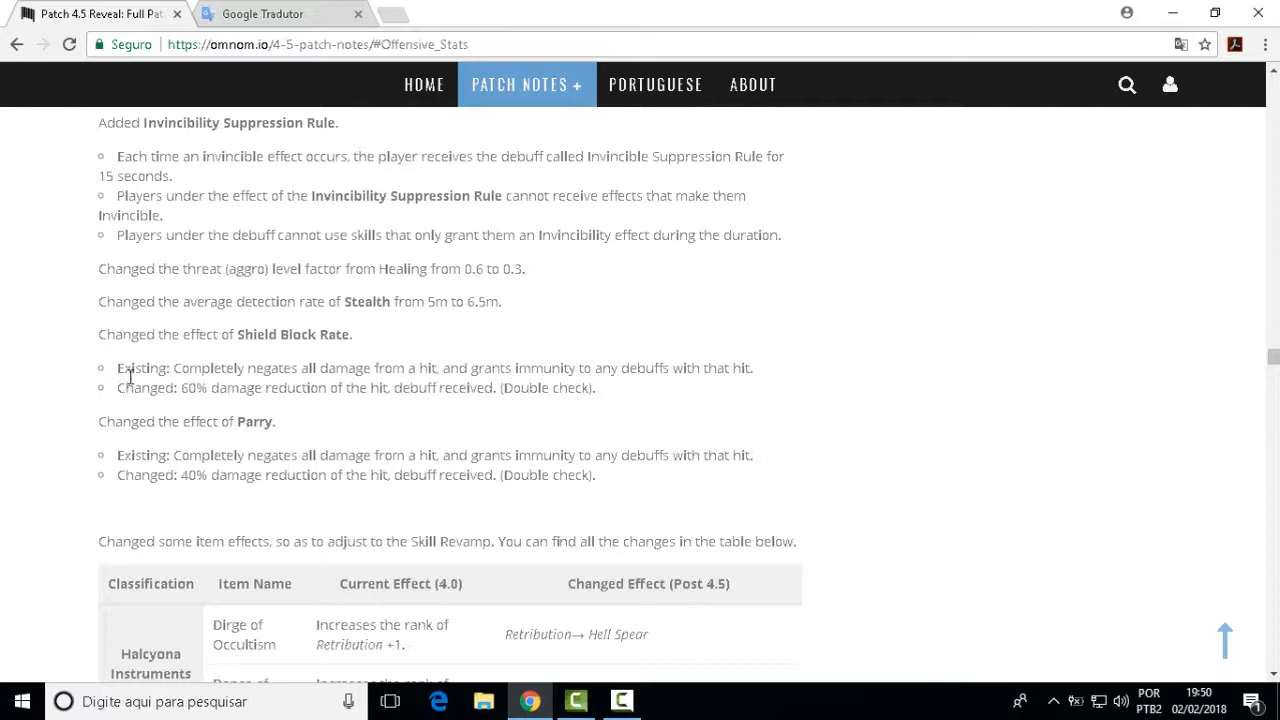 Patch 4.5 Reveal: Full Pat
Google Tradutor
Seguro
https://omnom.io/4-5-patch-notes/#Offensive_Stats
HOME
PATCH NOTES +
PORTUGUESE
ABOUT
Added Invincibility Suppression Rule.
Each time an invincible effect occurs, the player receives the debuff called Invincible Suppression Rule for
15 seconds.
Players under the effect of the Invincibility Suppression Rule cannot receive effects that make them
Invincible.
Players under the debuff cannot use skills that only grant them an Invincibility effect during the duration.
Changed the threat (aggro) level factor from Healing from 0.6 to 0.3.
Changed the average detection rate of Stealth from 5m to 6.5m.
Changed the effect of Shield Block Rate.
Existing: Completely negates all damage from a hit, and grants immunity to any debuffs with that hit.
Changed: 60% damage reduction of the hit, debuff received. (Double check).
Changed the effect of Parry.
Existing: Completely negates all damage from a hit, and grants immunity to any debuffs with that hit.
Changed: 40% damage reduction of the hit, debuff received. (Double check).
Changed some item effects, so as to adjust to the Skill Revamp. You can find all the changes in the table below.
Classification
Item Name
Current Effect (4.0)
Changed Effect (Post 4.5)
Halcyona
Instruments
Dirge of
Occultism
Increases the rank of
Retribution +1.
Retribution→ Hell Spear
Digite aqui para pesquisar
POR
PTB2
19:50
02/02/2018
1